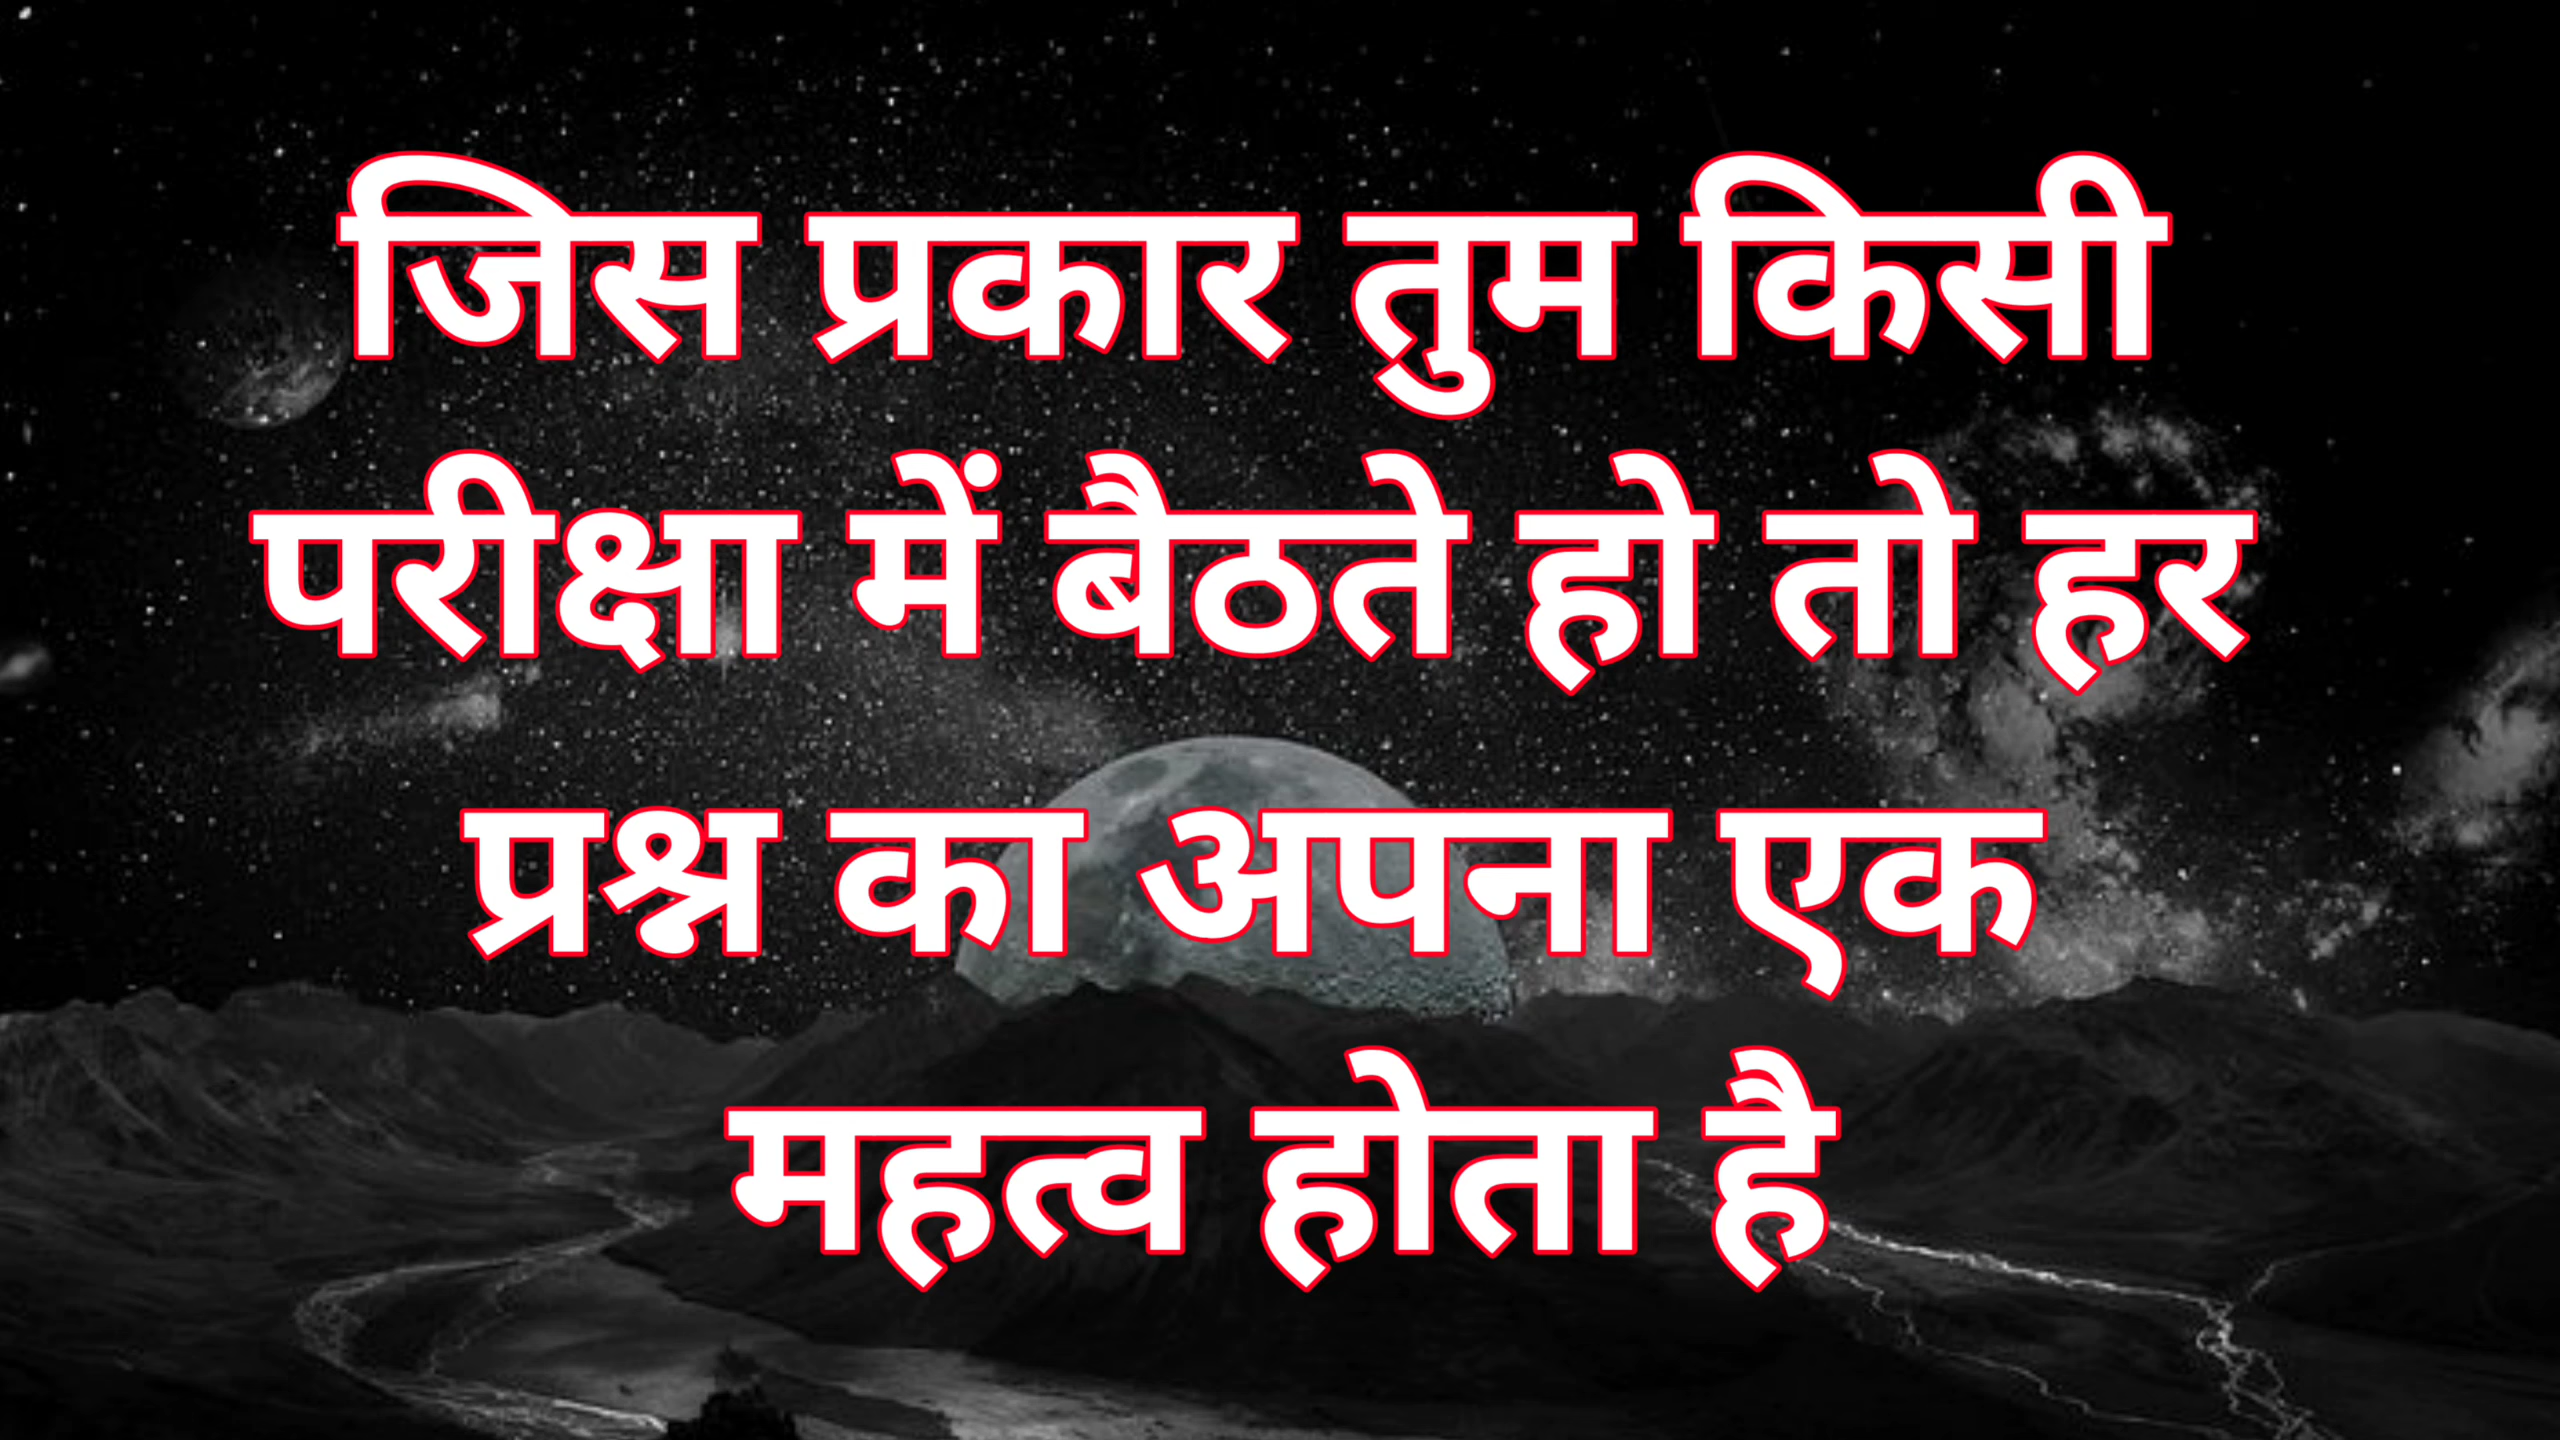 जिस प्रकार तुम किसी
परीक्षा में बैठते हो तो हर
प्रश्न का अपना एक
महत्व होता है